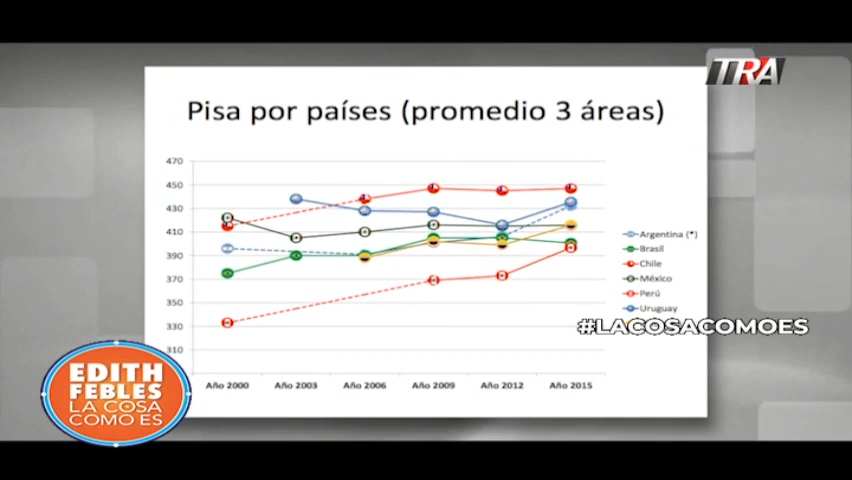 TRA
Pisa por países (promedio 3 áreas)
470
450
430
410
390
370
350
330
310
Año 2000
Año 2003
Año 2006
Año 2009
Año 2012
Año 2015
Argentina (*)
Brasil
Chile
México
Perú
Uruguay
#LACOSACOMOES
EDITH
FEBLES
LA COSA
COMO ES